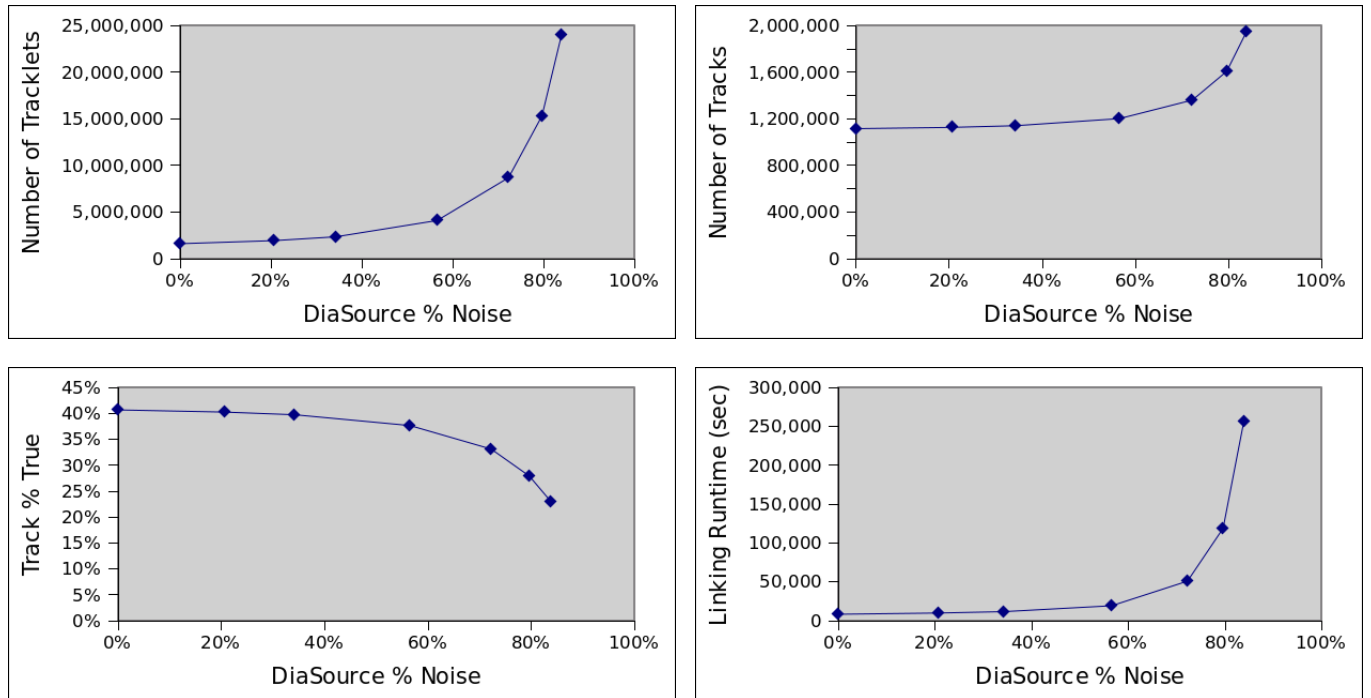 Number of Tracklets
25,000,000
20,000,000
15,000,000
10,000,000
5,000,000
0
0% 20% 40% 60% 80% 100%
DiaSource % Noise
Number of Tracks
2,000,000
1,600,000
1,200,000
800,000
400,000
0
0% 20% 40% 60% 80% 100%
DiaSource % Noise
Track % True
45%
40%
35%
30%
25%
20%
15%
10%
5%
0%
0% 20% 40% 60% 80% 100%
DiaSource % Noise
Linking Runtime (sec)
300,000
250,000
200,000
150,000
100,000
50,000
0
0% 20% 40% 60% 80% 100%
DiaSource % Noise